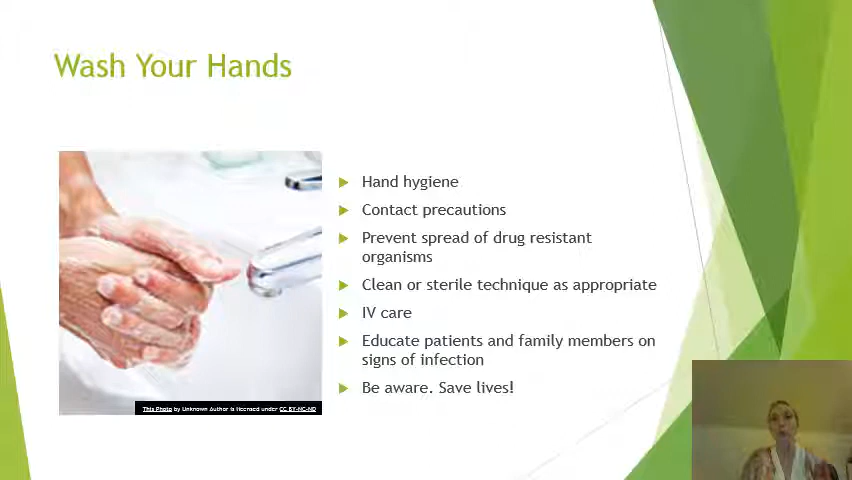 Wash Your Hands
Hand hygiene
Contact precautions
Prevent spread of drug resistant
organisms
Clean or sterile technique as appropriate
IV care
Educate patients and family members on
signs of infection
Be aware. Save lives!
This Photo by Unknown Author is licensed under CC BY-NC-ND